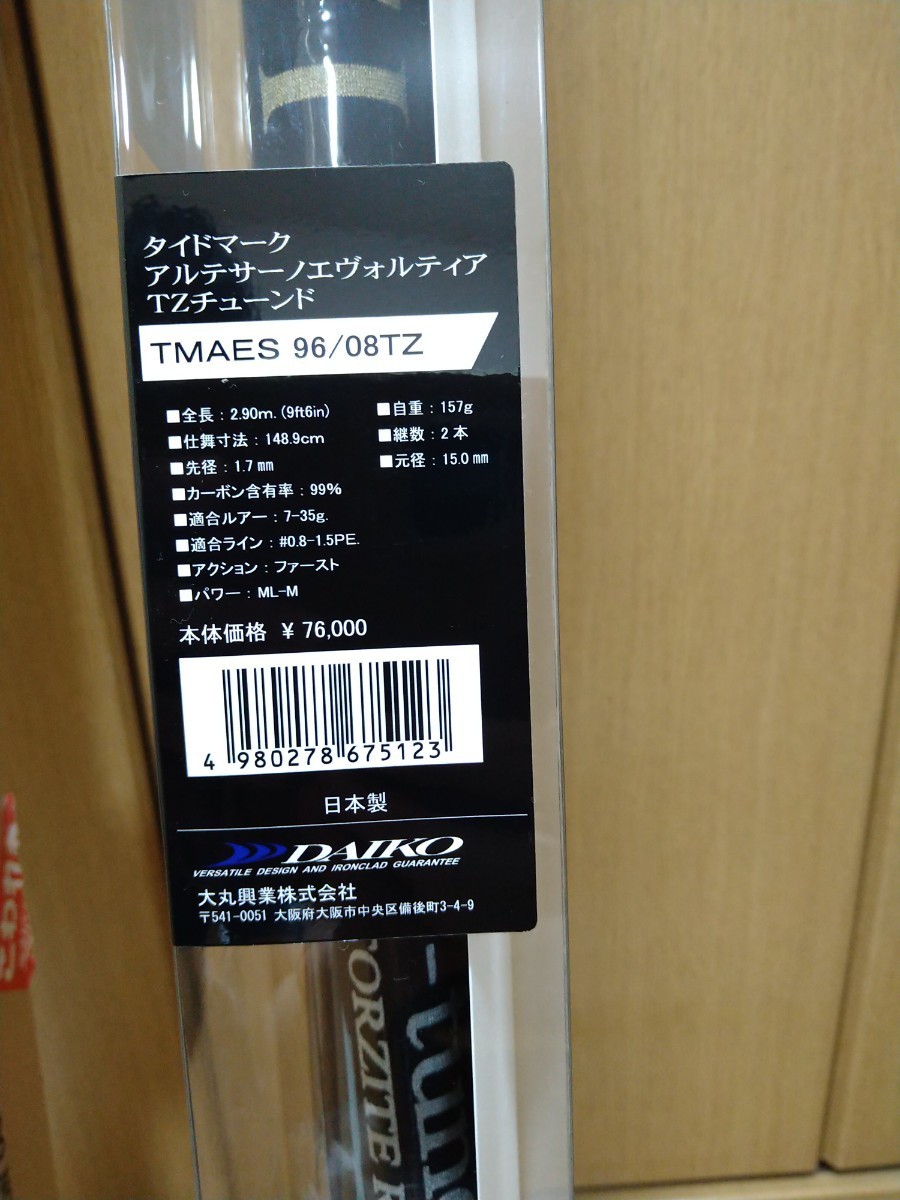 タイドマーク
アルテサーノエヴォルティア
TZチューンド
TMAES 96/08TZ
■全長：2.90m.(9ft6in) ■自重：157g
■仕舞寸法：148.9cm ■継数：2本
■先径：1.7mm ■元径：15.0mm
■カーボン含有率：99%
■適合ルアー：7-35g.
■適合ライン：#0.8-1.5PE.
■アクション：ファースト
■パワー：ML-M
本体価格 ¥76,000
4 980278 675123
日本製
DAIKO
VERSATILE DESIGN AND IRONCLAD GUARANTEE
大丸興業株式会社
〒541-0051 大阪府大阪市中央区備後町3-4-9
TORZITE